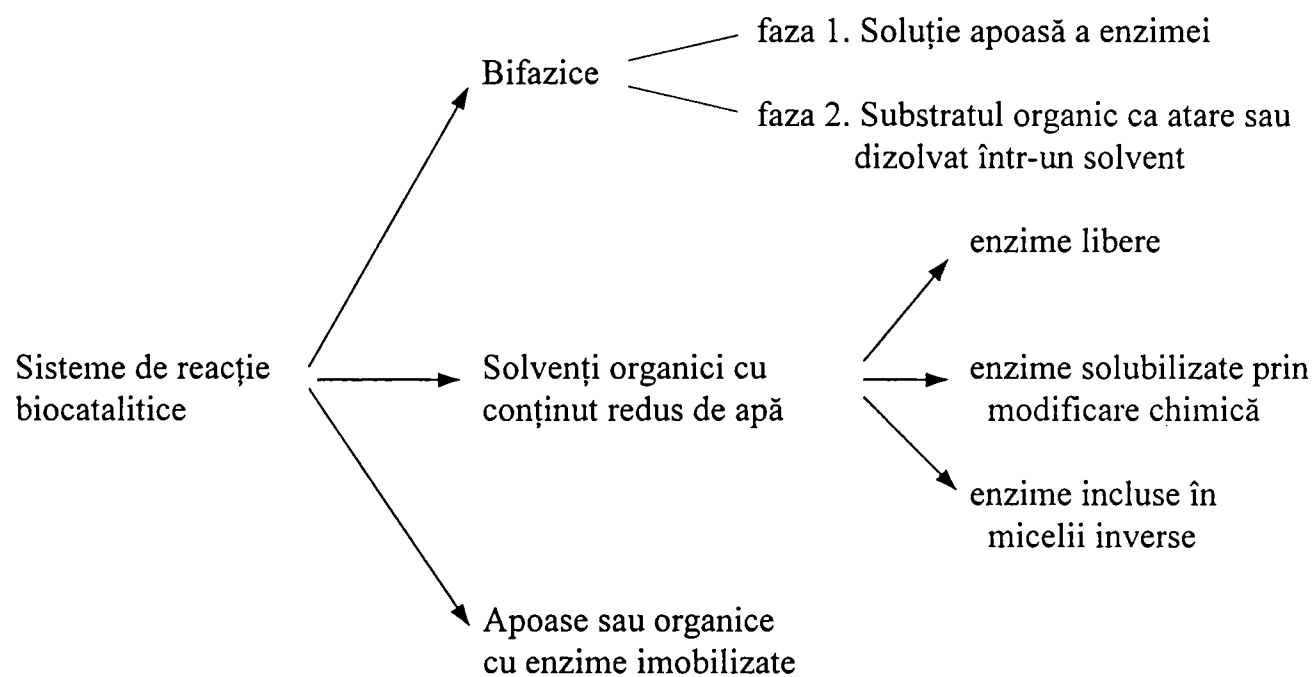 faza 1. Soluție apoasă a enzimei
Bifazice
faza 2. Substratul organic ca atare sau
dizolvat într-un solvent
enzime libere
Sisteme de reacție
biocatalitice
Solvenți organici cu
conținut redus de apă
enzime solubilizate prin
modificare chimică
enzime incluse în
micelii inverse
Apoase sau organice
cu enzime imobilizate